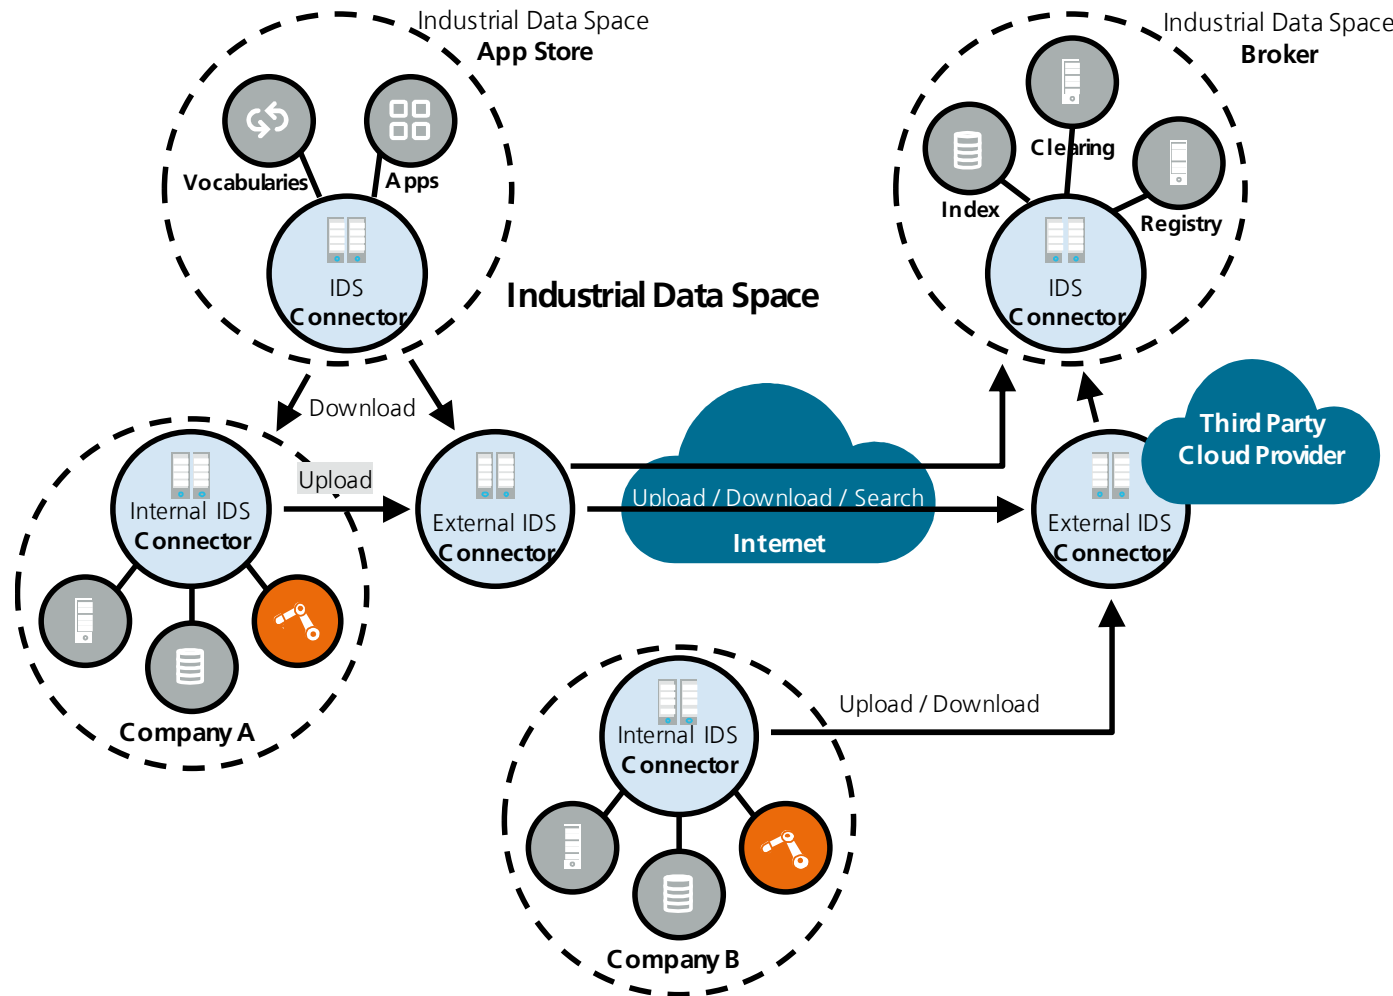 Industrial Data Space
App Store
Vocabularies
Apps
IDS
Connector
Industrial Data Space
Broker
Clearing
Index
Registry
IDS
Connector
Industrial Data Space
Download
Upload
Internal IDS
Connector
Company A
External IDS
Connector
Upload / Download / Search
Internet
Third Party
Cloud Provider
External IDS
Connector
Upload / Download
Internal IDS
Connector
Company B